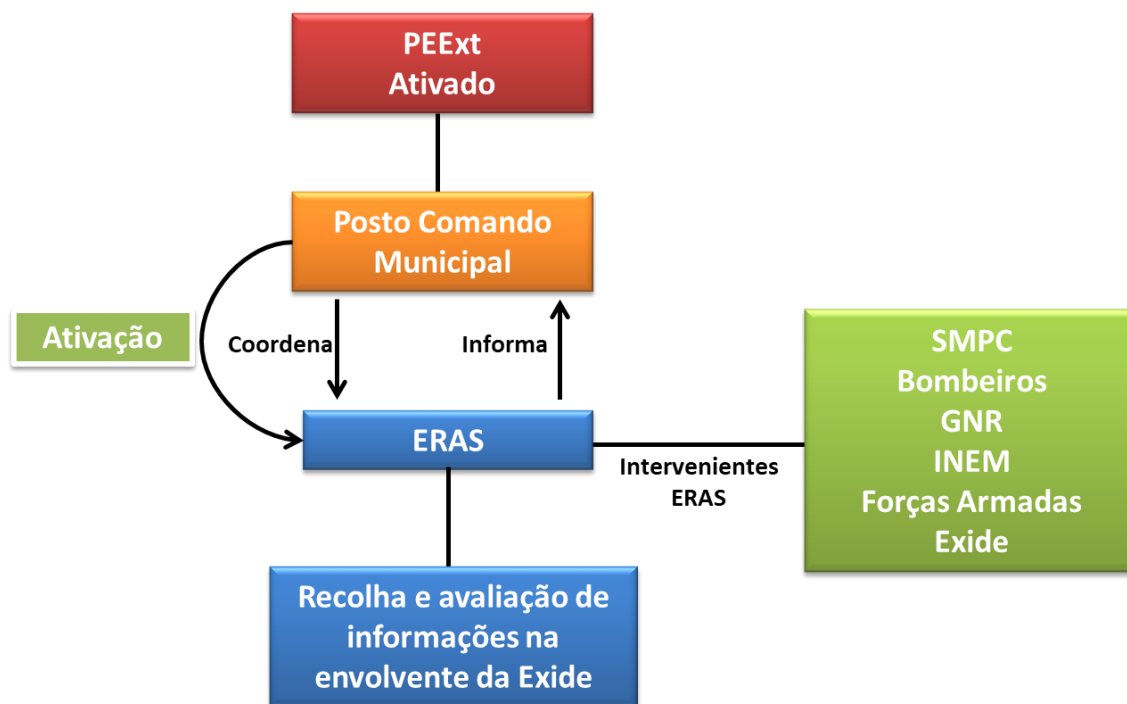 PEExt
Ativado
Posto Comando
Municipal
Ativação
Coordena
Informa
ERAS
Intervenientes
ERAS
SMPC
Bombeiros
GNR
INEM
Forças Armadas
Exide
Recolha e avaliação de
informações na
envolvente da Exide